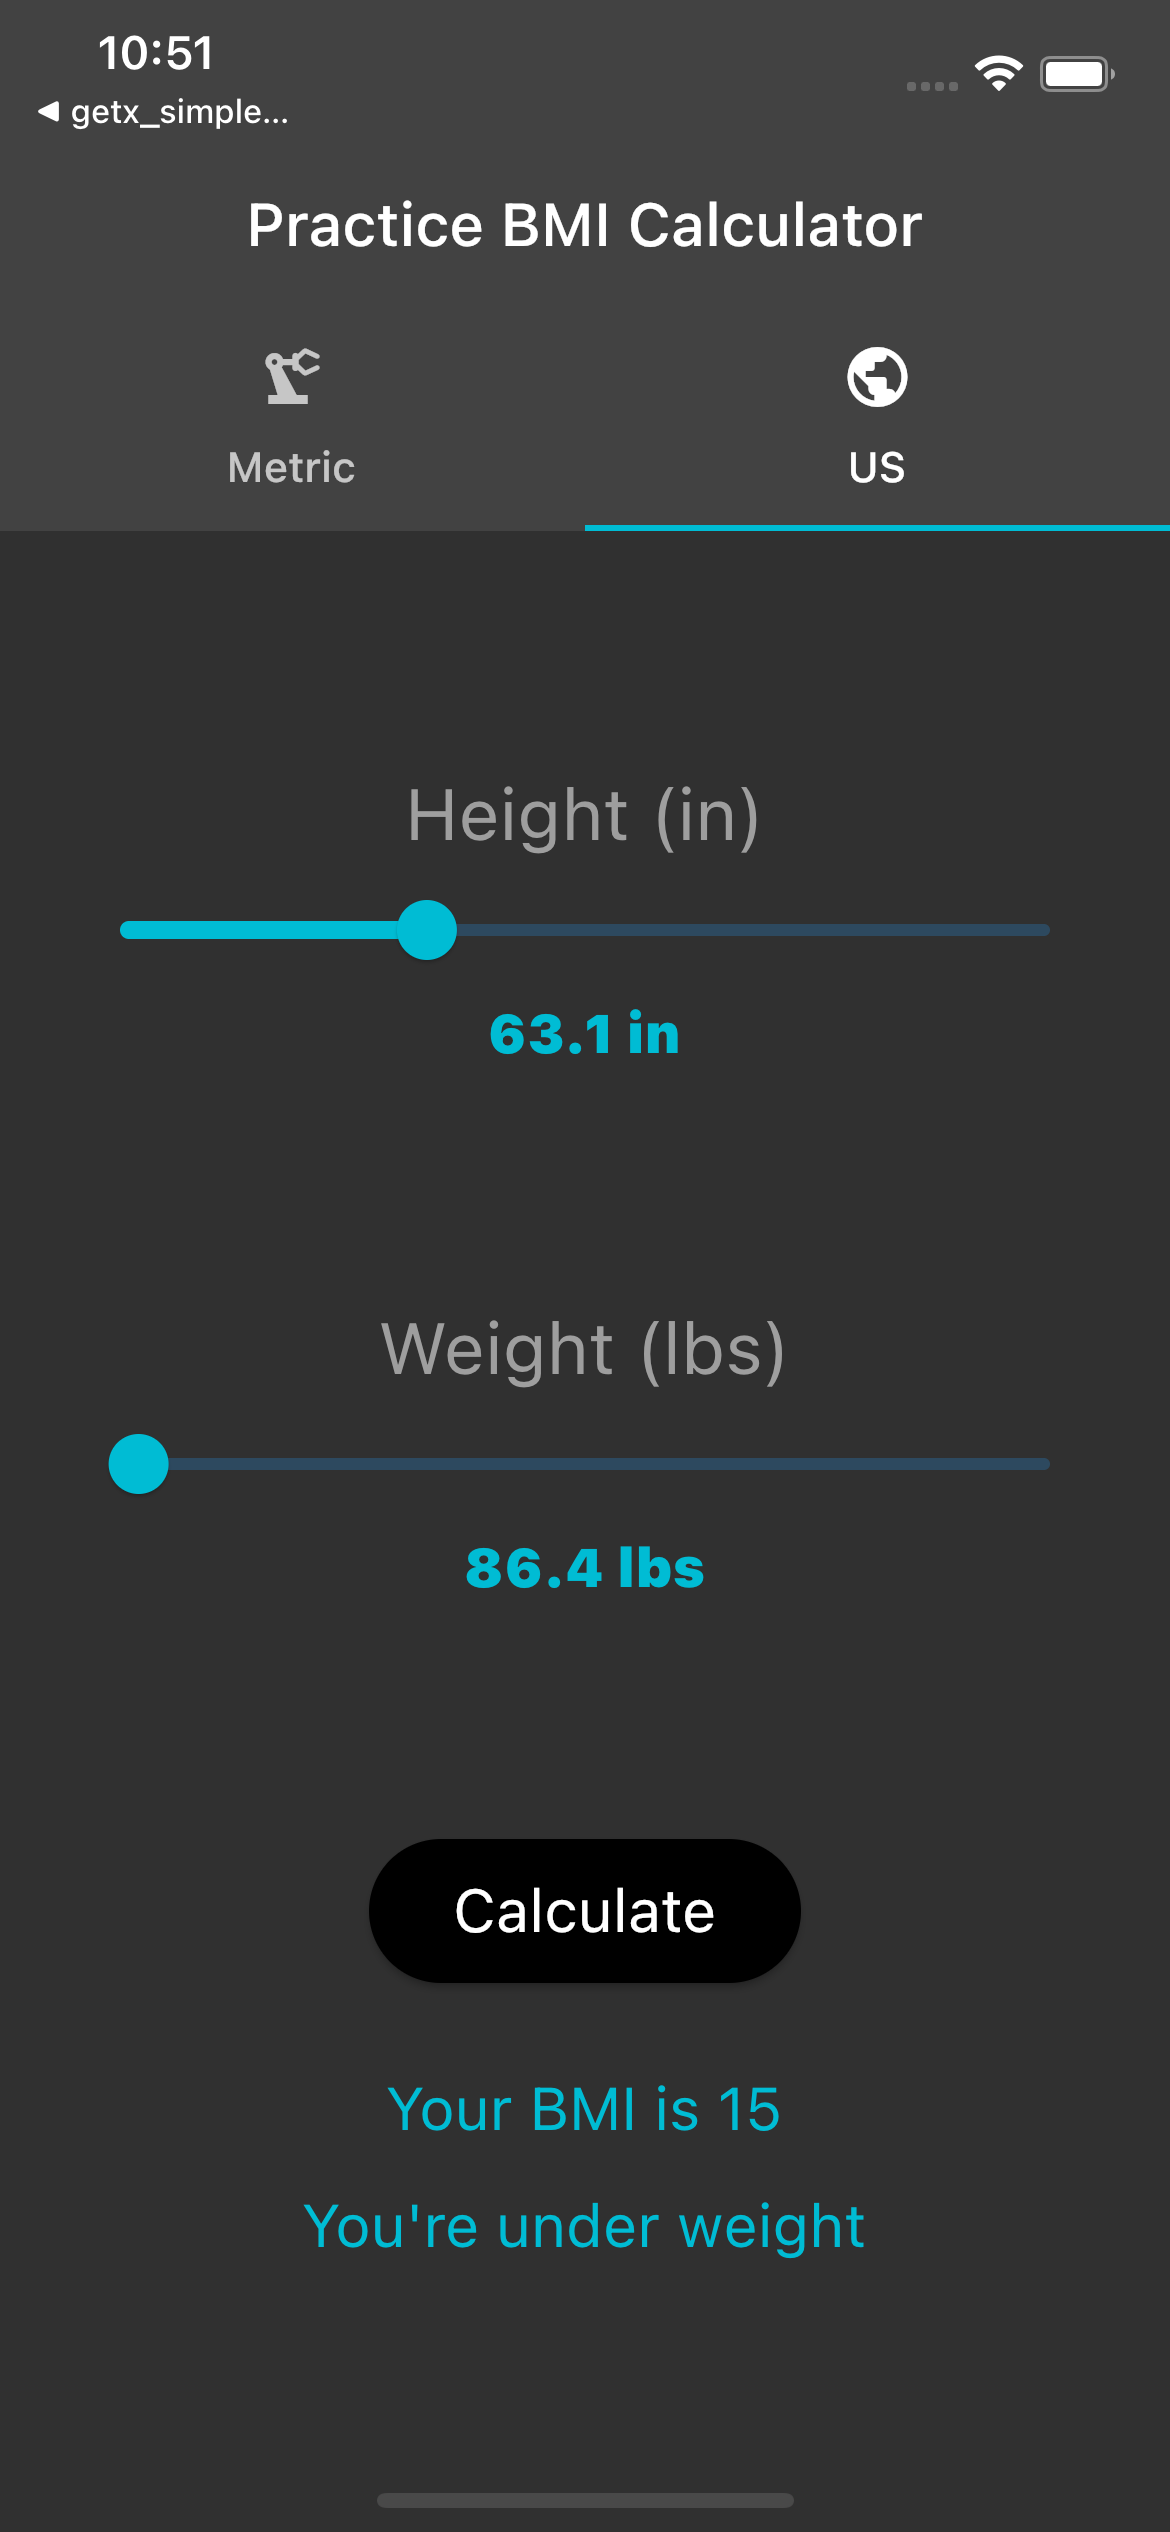 10:51
getx_simple...
Practice BMI Calculator
Metric
US
Height (in)
63.1 in
Weight (lbs)
86.4 lbs
Calculate
Your BMI is 15
You're under weight